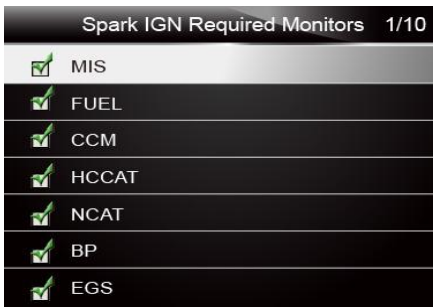 Spark IGN Required Monitors 1/10
MIS
FUEL
CCM
HCCAT
NCAT
BP
EGS